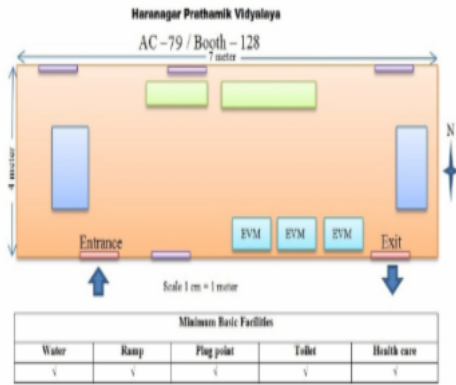 Haranagar Prathamik Vidyalaya
AC – 79 / Booth – 128
7 meter
4 meter
N
EVM EVM EVM
Entrance Exit
Scale 1 cm = 1 meter
Minimum Basic Facilities
Water Ramp Plug point Toilet Health care
√ √ √ √ √